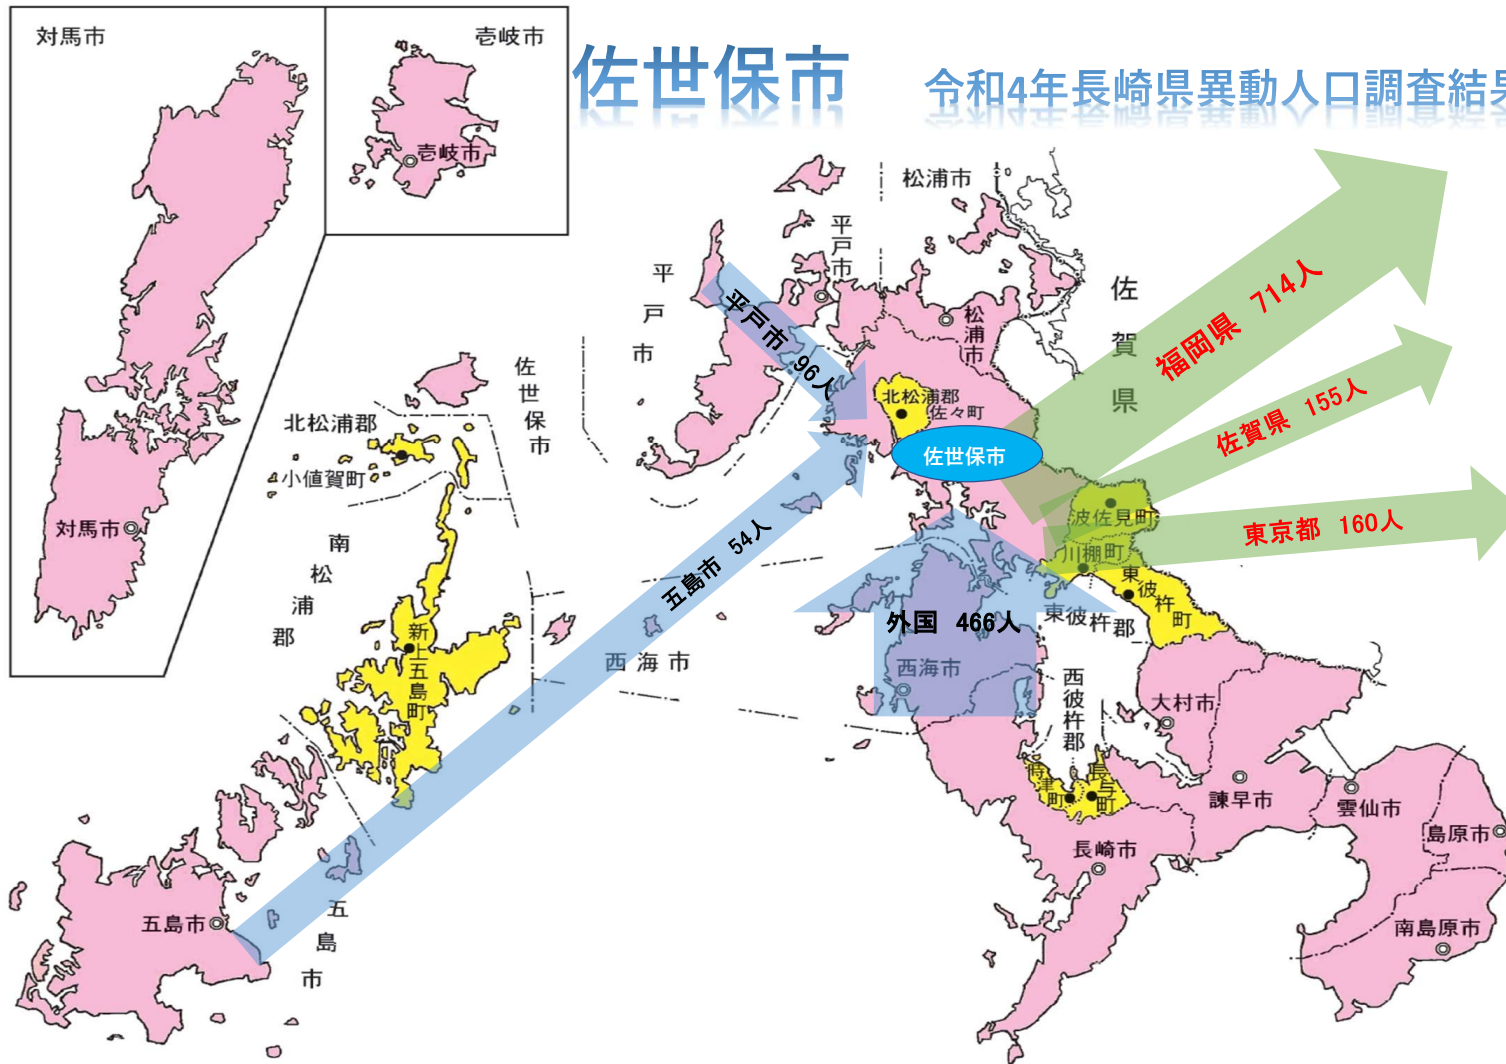 対馬市
壱岐市
佐世保市
令和4年長崎県異動人口調査結果
壱岐市
松浦市
平戸市
平戸市
佐賀県
福岡県 714人
平戸市 96人
松浦市
佐世保市
北松浦郡
佐々町
佐賀県 155人
北松浦郡
小値賀町
佐世保市
対馬市
波佐見町
東京都 160人
南松浦郡
五島市 54人
川棚町
東彼杵町
外国 466人
東彼杵郡
新上五島町
西海市
西海市
西彼杵郡
大村市
時津町
長与町
諫早市
雲仙市
島原市
長崎市
五島市
五島市
南島原市